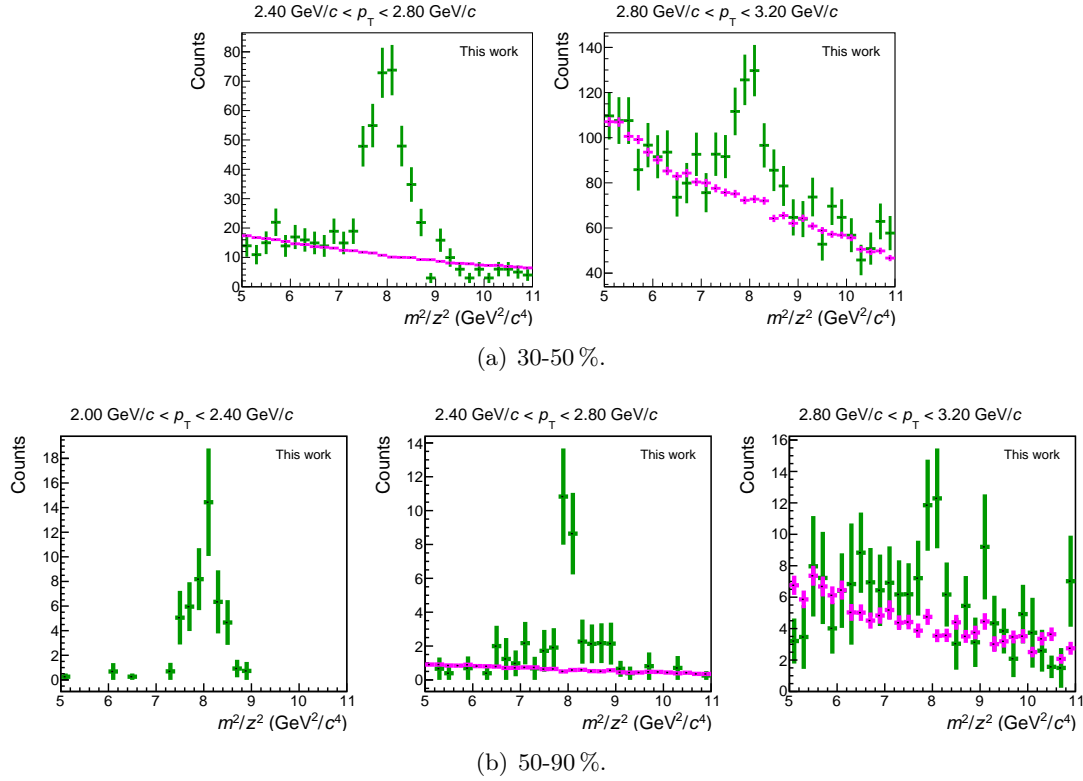 2.40 GeV/c < p_T < 2.80 GeV/c
2.80 GeV/c < p_T < 3.20 GeV/c
Counts
80
70
60
50
40
30
20
10
0
This work
5 6 7 8 9 10 11
m²/z² (GeV²/c⁴)
Counts
140
120
100
80
60
40
This work
5 6 7 8 9 10 11
m²/z² (GeV²/c⁴)
(a) 30-50 %.
2.00 GeV/c < p_T < 2.40 GeV/c
2.40 GeV/c < p_T < 2.80 GeV/c
2.80 GeV/c < p_T < 3.20 GeV/c
Counts
18
16
14
12
10
8
6
4
2
0
This work
5 6 7 8 9 10 11
m²/z² (GeV²/c⁴)
Counts
14
12
10
8
6
4
2
0
This work
5 6 7 8 9 10 11
m²/z² (GeV²/c⁴)
Counts
16
14
12
10
8
6
4
2
0
This work
5 6 7 8 9 10 11
m²/z² (GeV²/c⁴)
(b) 50-90 %.